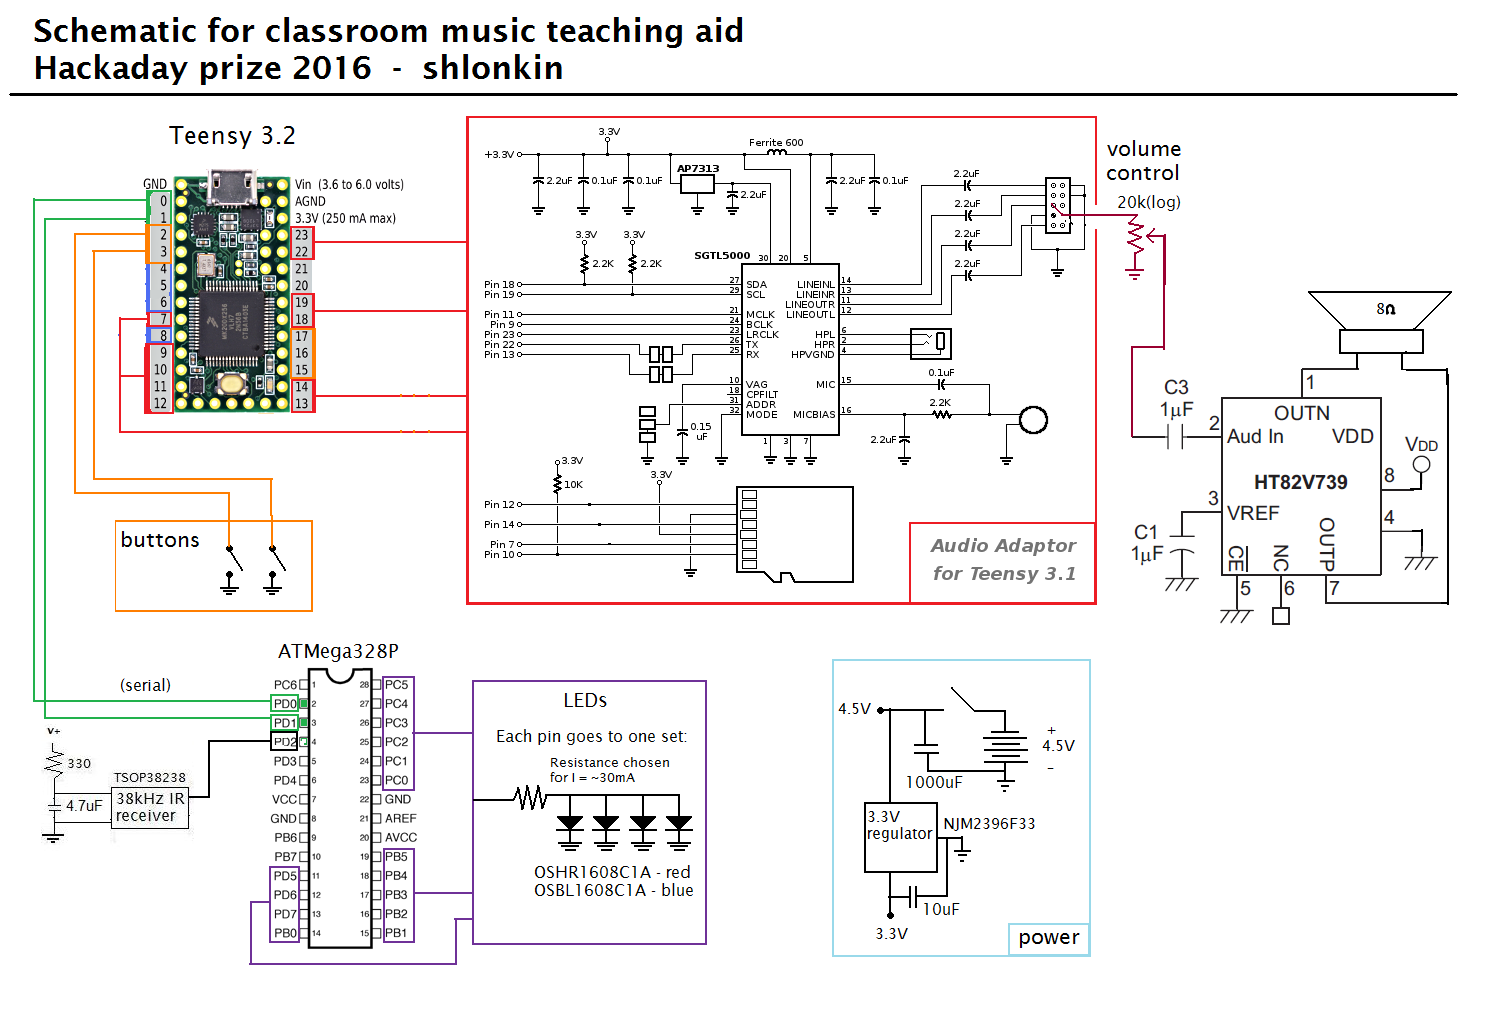 Schematic for classroom music teaching aid
Hackaday prize 2016 - shlonkin
Teensy 3.2
GND
0
1
2
3
4
5
6
7
8
9
10
11
12
Vin (3.6 to 6.0 volts)
AGND
3.3V (250 mA max)
23
22
21
20
19
18
17
16
15
14
13
buttons
3.3V
+3.3V
Ferrite 600
AP7313
2.2uF
0.1uF
0.1uF
2.2uF
2.2uF
0.1uF
3.3V
3.3V
2.2K
2.2K
SGTL5000
30
20
5
Pin 18
Pin 19
Pin 11
Pin 9
Pin 23
Pin 22
Pin 13
27
29
21
24
23
26
25
10
18
31
32
SDA
SCL
MCLK
BCLK
LRCLK
TX
RX
VAG
CPFILT
ADDR
MODE
LINEINL
LINEINR
LINEOUTR
LINEOUTL
HPL
HPR
HPVGND
MIC
MICBIAS
14
13
11
12
6
2
4
15
16
1
3
7
2.2uF
2.2uF
2.2uF
2.2uF
0.1uF
2.2K
2.2uF
0.15
uF
3.3V
10K
3.3V
Pin 12
Pin 14
Pin 7
Pin 10
Audio Adaptor
for Teensy 3.1
volume
control
20k(log)
8Ω
C3
1µF
C1
1µF
1
OUTN
2
Aud In
VDD
HT82V739
3
VREF
8
VDD
4
CE
NC
OUTP
5
6
7
ATMega328P
(serial)
PC6
PD0
PD1
PD2
PD3
PD4
VCC
GND
PB6
PB7
PD5
PD6
PD7
PB0
1
2
3
4
5
6
7
8
9
10
11
12
13
14
28
27
26
25
24
23
22
21
20
19
18
17
16
15
PC5
PC4
PC3
PC2
PC1
PC0
GND
AREF
AVCC
PB5
PB4
PB3
PB2
PB1
V+
330
4.7uF
TSOP38238
38kHz IR
receiver
LEDs
Each pin goes to one set:
Resistance chosen
for I = ~30mA
OSHR1608C1A - red
OSBL1608C1A - blue
4.5V
+
4.5V
–
1000uF
3.3V
regulator
NJM2396F33
10uF
3.3V
power